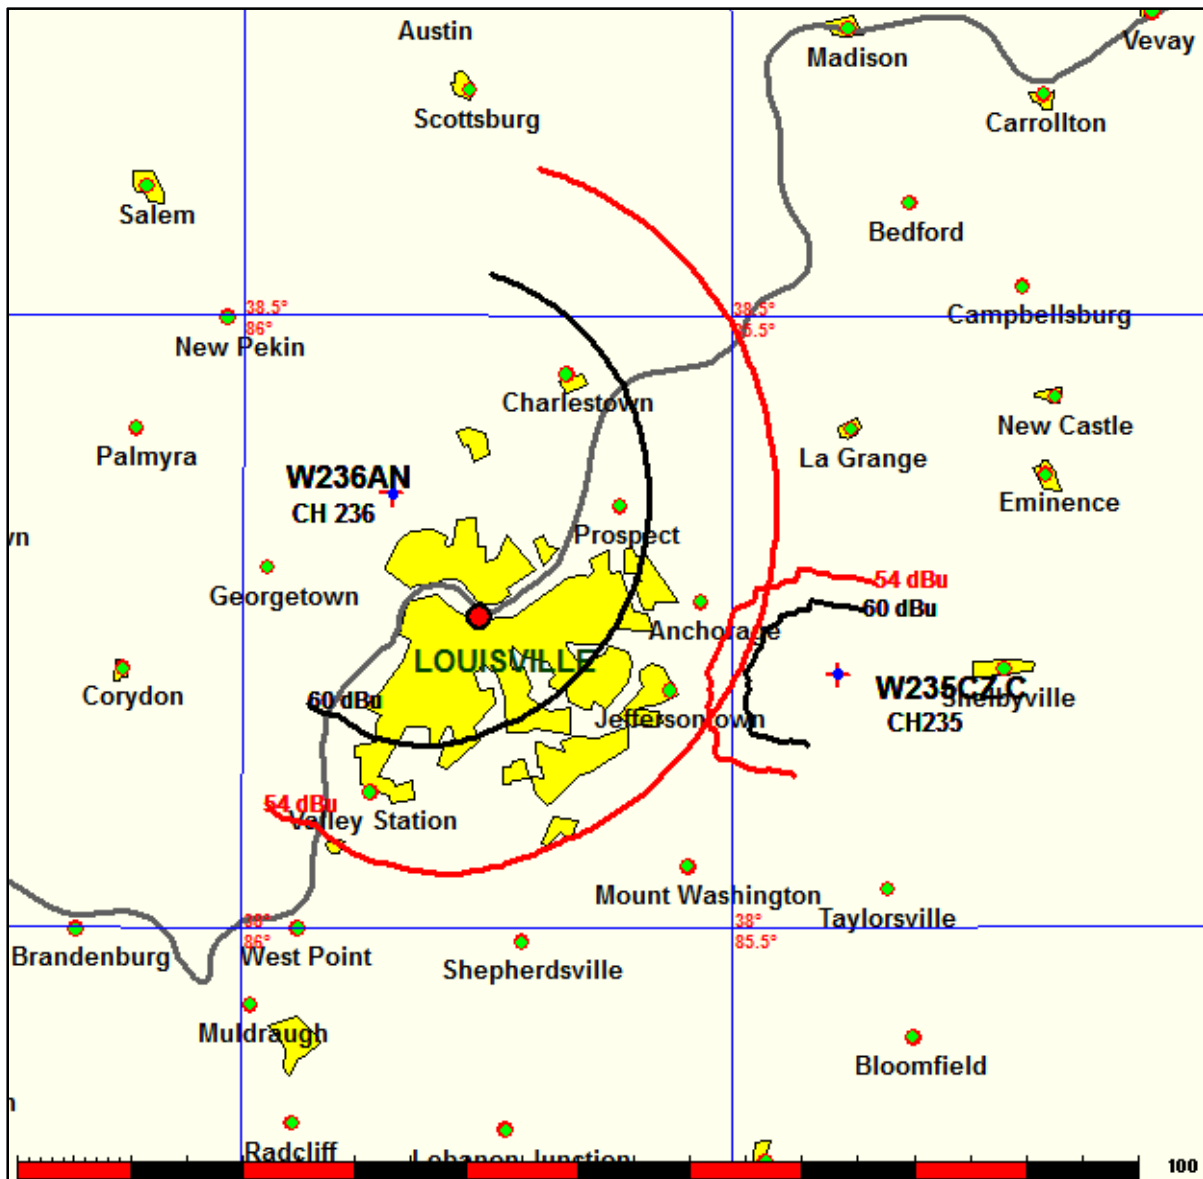 Austin
Madison
Vevay
Scottsburg
Carrollton
Salem
Bedford
38.5°
86°
38.5°
85.5°
Campbellsburg
New Pekin
Charlestown
New Castle
Palmyra
La Grange
W236AN
CH 236
Eminence
Prospect
54 dBu
Georgetown
60 dBu
Anchorage
LOUISVILLE
Corydon
60 dBu
W235CZ.C
Shelbyville
Jeffersontown
CH235
54 dBu
Valley Station
Mount Washington
Taylorsville
38°
86°
38°
85.5°
Brandenburg
West Point
Shepherdsville
Muldraugh
Bloomfield
Radcliff
Lebanon Junction
100